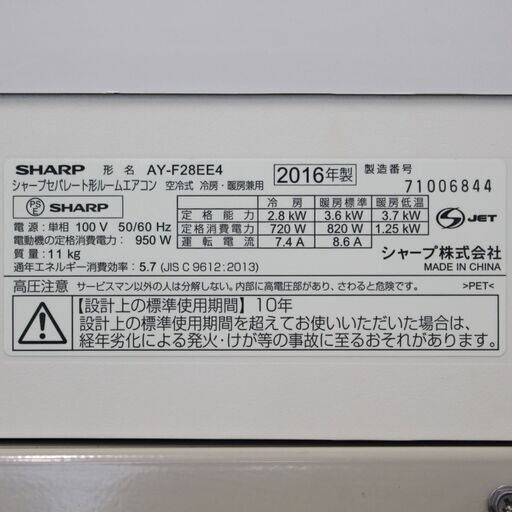 SHARP 形名 AY-F28EE4 2016年製 製造番号
シャープセパレート形ルームエアコン 空冷式 冷房・暖房兼用 71006844
PS E SHARP
冷房 暖房標準 暖房低温
定格能力 2.8 kW 3.6 kW 3.7 kW
定格消費電力 720 W 820 W 1.25 kW
運転電流 7.4 A 8.6 A
S JET
電源:単相 100 V 50/60 Hz
電動機の定格消費電力: 950 W
質量:11 kg
シャープ株式会社
MADE IN CHINA
通年エネルギー消費効率:5.7 (JIS C 9612:2013)
高圧注意 サービスマン以外の人は分解しない。内部に高電圧部があり、さわると危険です。 >PET<
【設計上の標準使用期間】10年
設計上の標準使用期間を超えてお使いいただいた場合は、
経年劣化による発火・けが等の事故に至るおそれがあります。